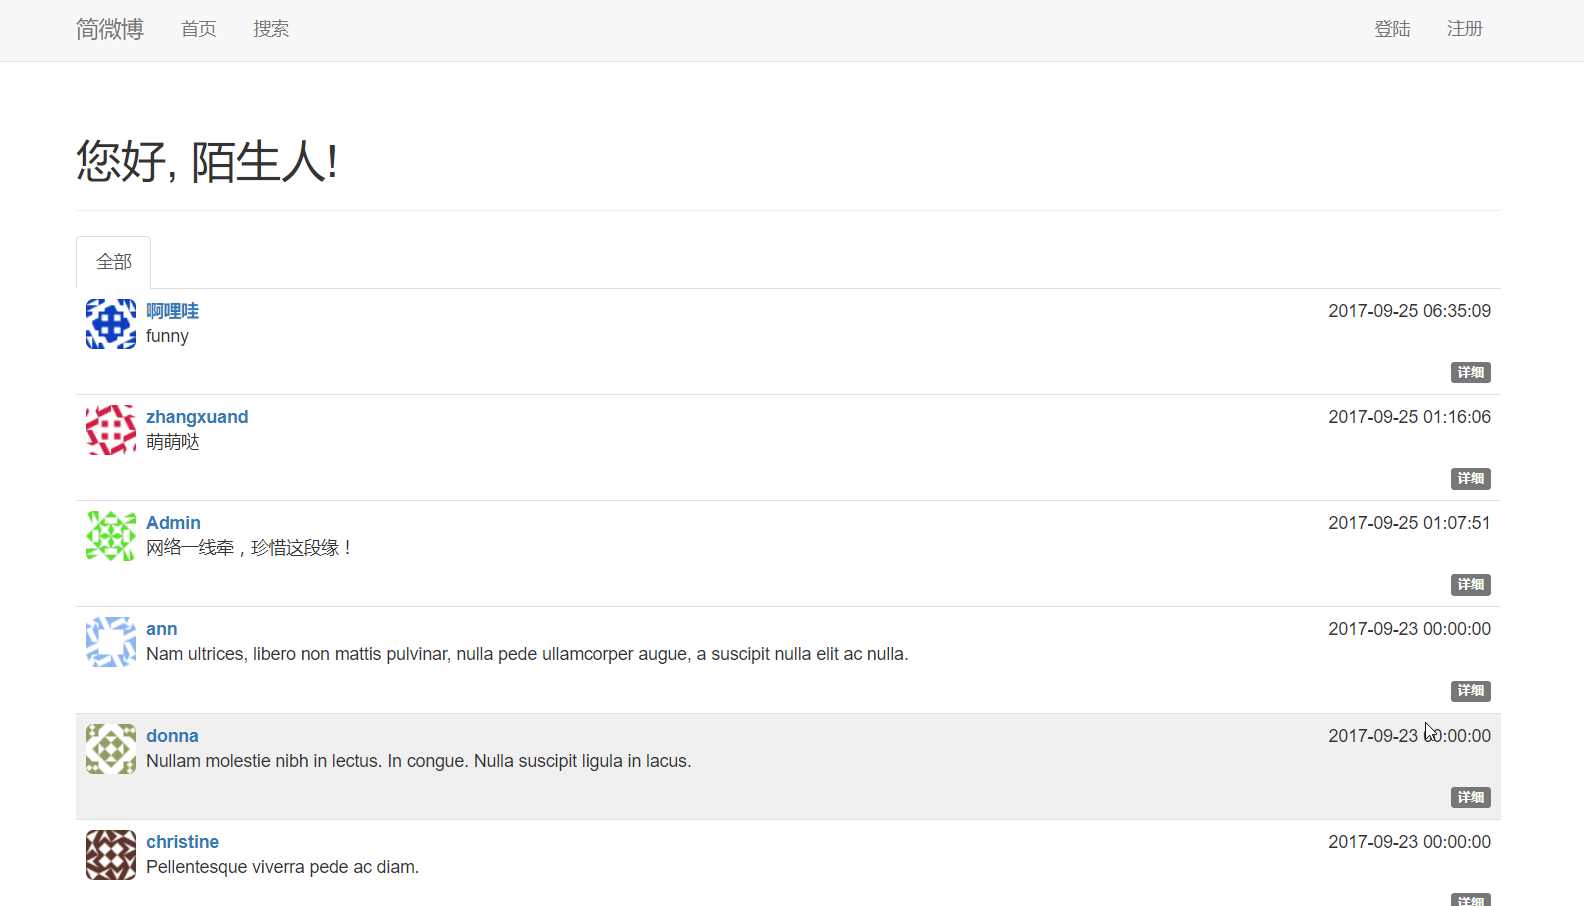 简微博 首页 搜索 登陆 注册
您好, 陌生人!
全部
啊哩哇 2017-09-25 06:35:09
funny
详细
zhangxuand 2017-09-25 01:16:06
萌萌哒
详细
Admin 2017-09-25 01:07:51
网络一线牵，珍惜这段缘！
详细
ann 2017-09-23 00:00:00
Nam ultrices, libero non mattis pulvinar, nulla pede ullamcorper augue, a suscipit nulla elit ac nulla.
详细
donna 2017-09-23 00:00:00
Nullam molestie nibh in lectus. In congue. Nulla suscipit ligula in lacus.
详细
christine 2017-09-23 00:00:00
Pellentesque viverra pede ac diam.
详细